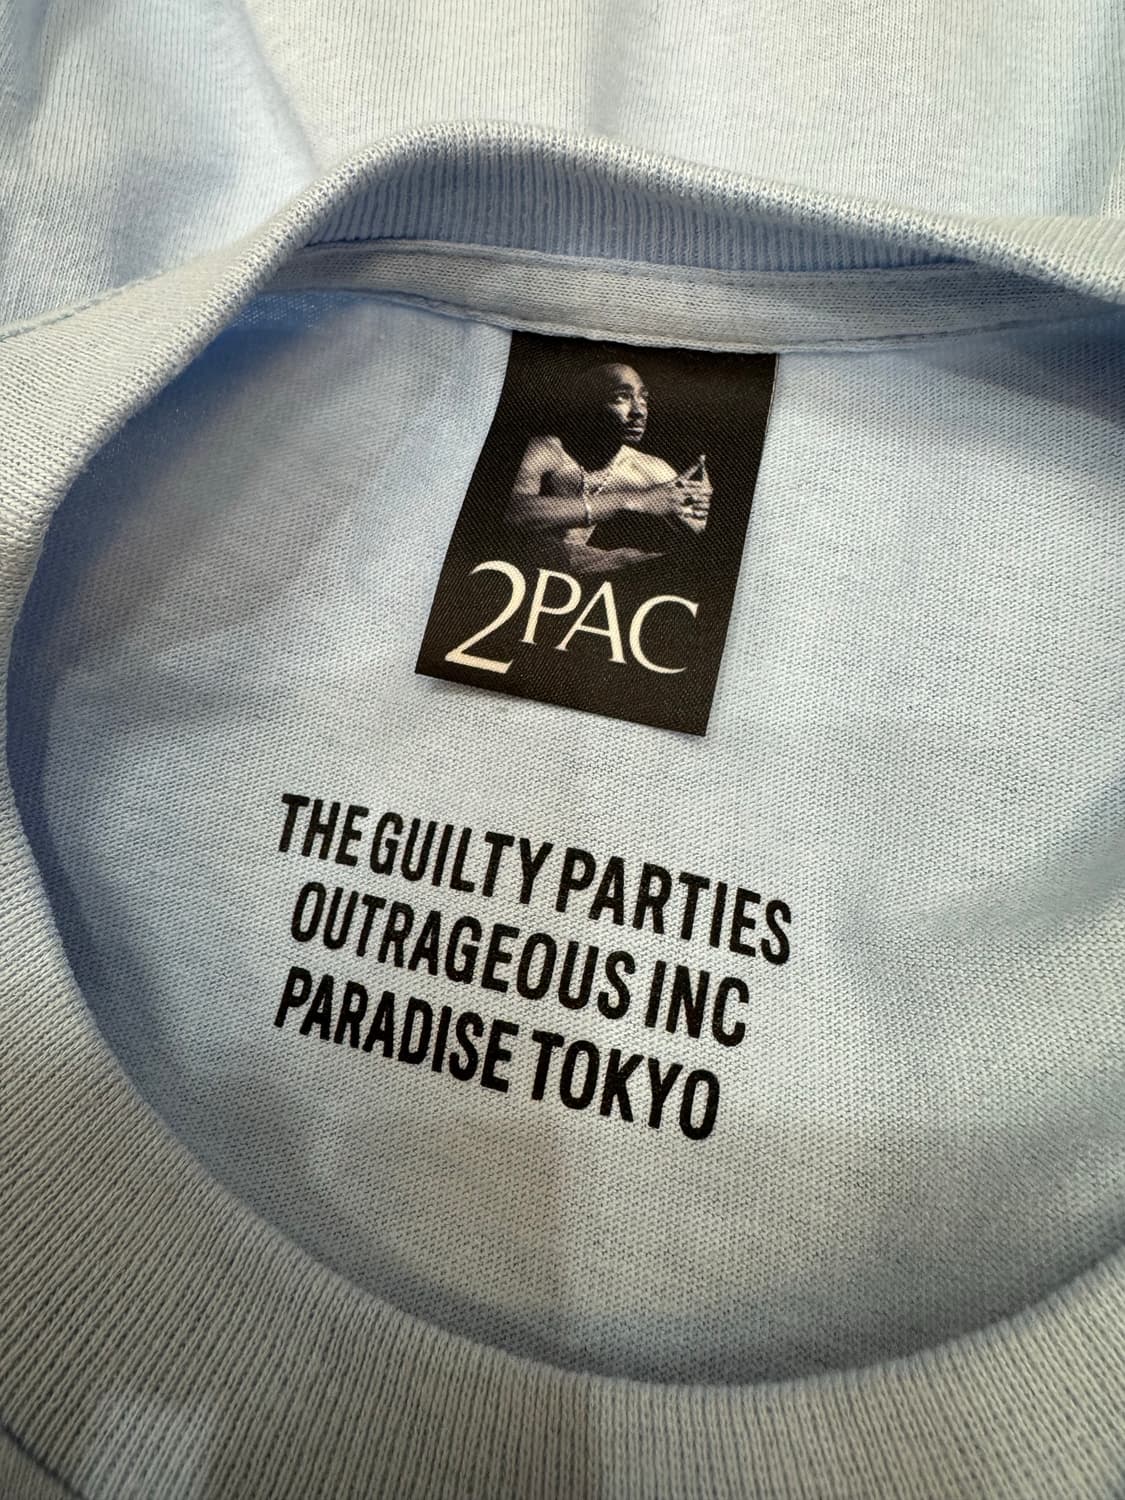 2PAC
THE GUILTY PARTIES
OUTRAGEOUS INC
PARADISE TOKYO